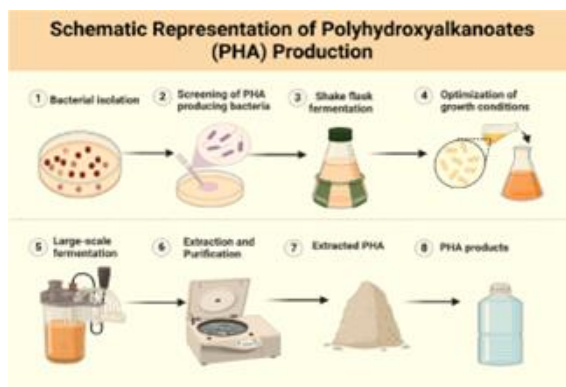 Schematic Representation of Polyhydroxyalkanoates
(PHA) Production
1 Bacterial isolation
2 Screening of PHA
producing bacteria
3 Shake flask
fermentation
4 Optimization of
growth conditions
5 Large-scale
fermentation
6 Extraction and
Purification
7 Extracted PHA
8 PHA products